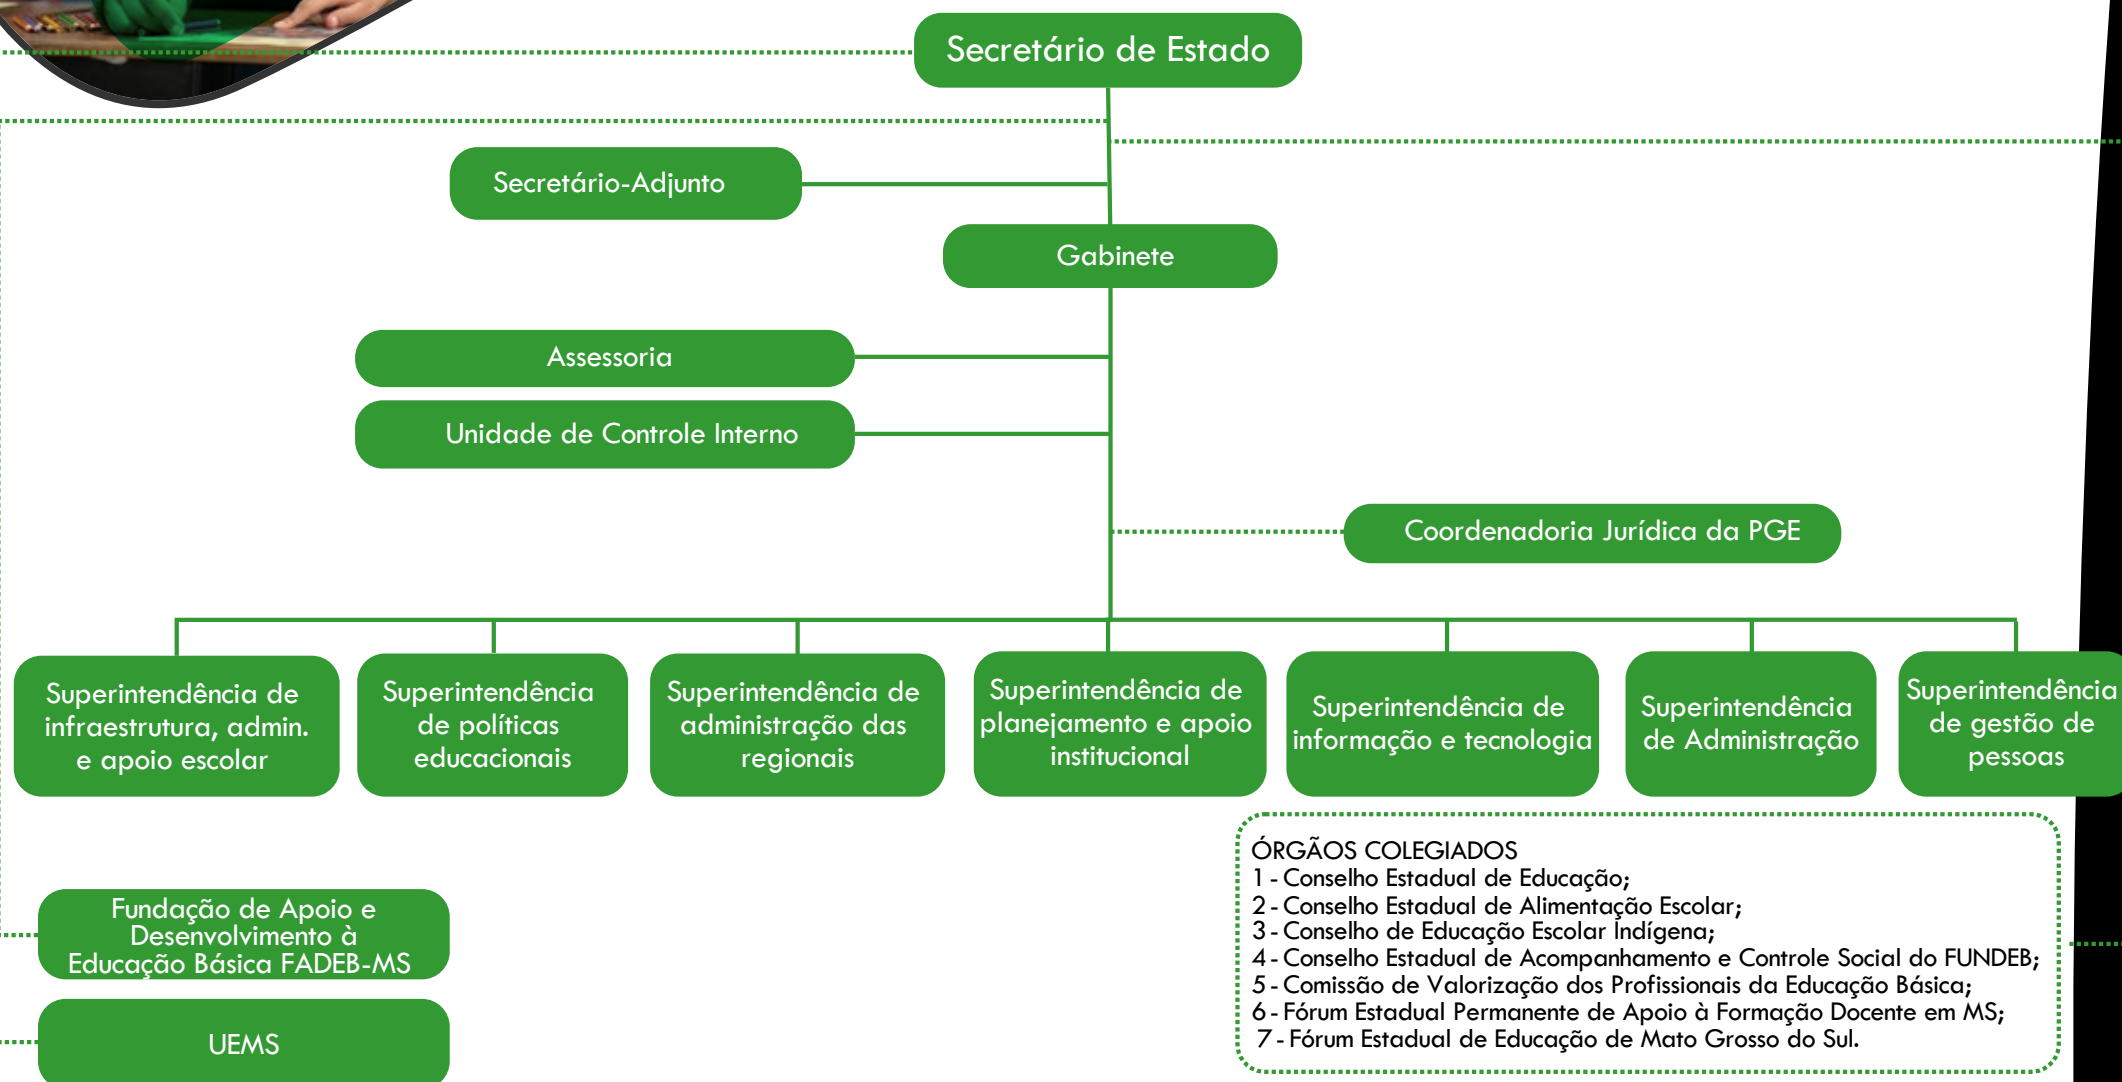 Secretário de Estado
Secretário-Adjunto
Gabinete
Assessoria
Unidade de Controle Interno
Coordenadoria Jurídica da PGE
Superintendência de
infraestrutura, admin.
e apoio escolar
Superintendência
de políticas
educacionais
Superintendência de
administração das
regionais
Superintendência de
planejamento e apoio
institucional
Superintendência de
informação e tecnologia
Superintendência
de Administração
Superintendência
de gestão de
pessoas
Fundação de Apoio e
Desenvolvimento à
Educação Básica FADEB-MS
UEMS
ÓRGÃOS COLEGIADOS
1 - Conselho Estadual de Educação;
2 - Conselho Estadual de Alimentação Escolar;
3 - Conselho de Educação Escolar Indígena;
4 - Conselho Estadual de Acompanhamento e Controle Social do FUNDEB;
5 - Comissão de Valorização dos Profissionais da Educação Básica;
6 - Fórum Estadual Permanente de Apoio à Formação Docente em MS;
7 - Fórum Estadual de Educação de Mato Grosso do Sul.